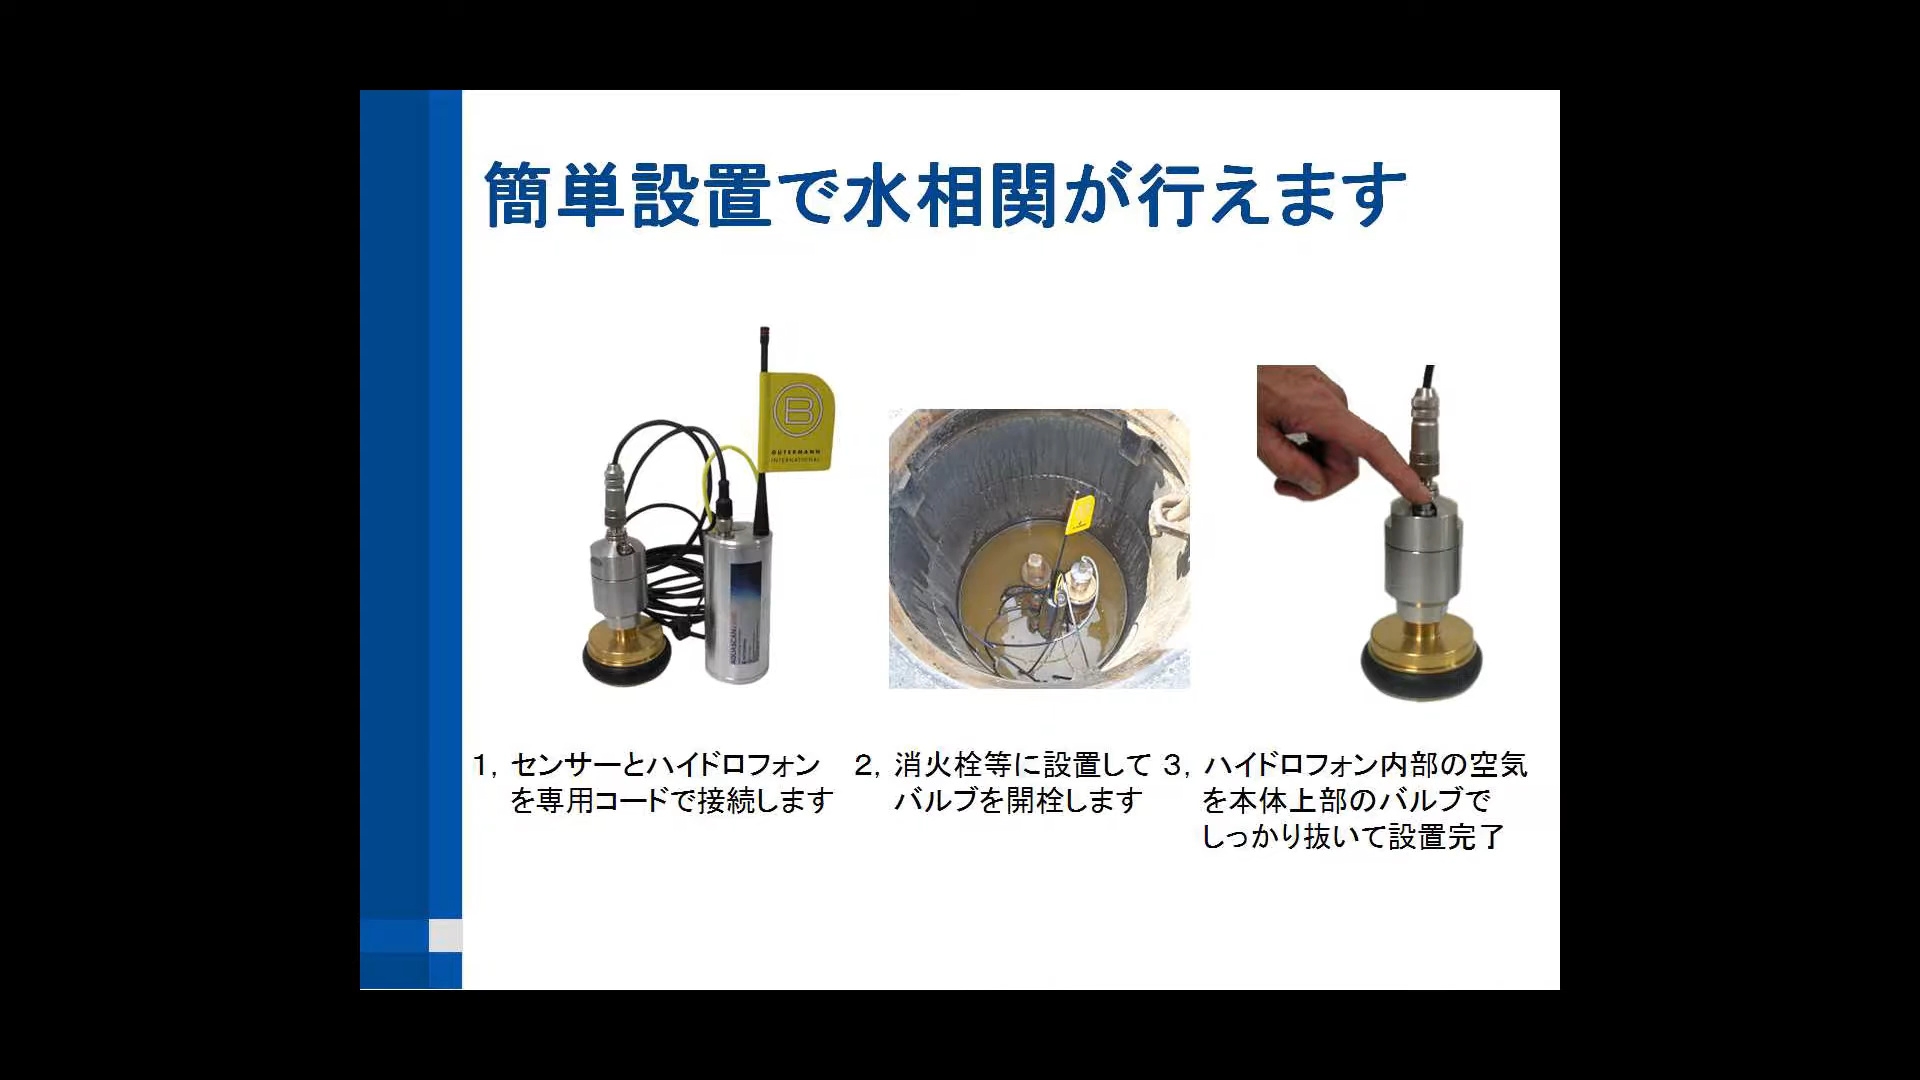 簡単設置で水相関が行えます
B
GUTERMANN
INTERNATIONAL
AQUASCAN
1，センサーとハイドロフォン
を専用コードで接続します
2，消火栓等に設置して
バルブを開栓します
3，ハイドロフォン内部の空気
を本体上部のバルブで
しっかり抜いて設置完了